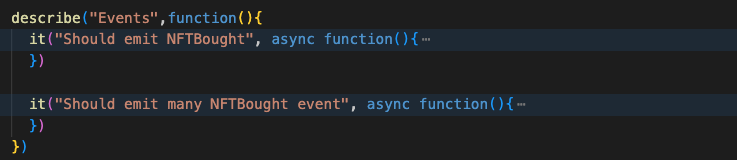 describe("Events",function(){
it("Should emit NFTBought", async function(){⋯
})
it("Should emit many NFTBought event", async function(){⋯
})
})